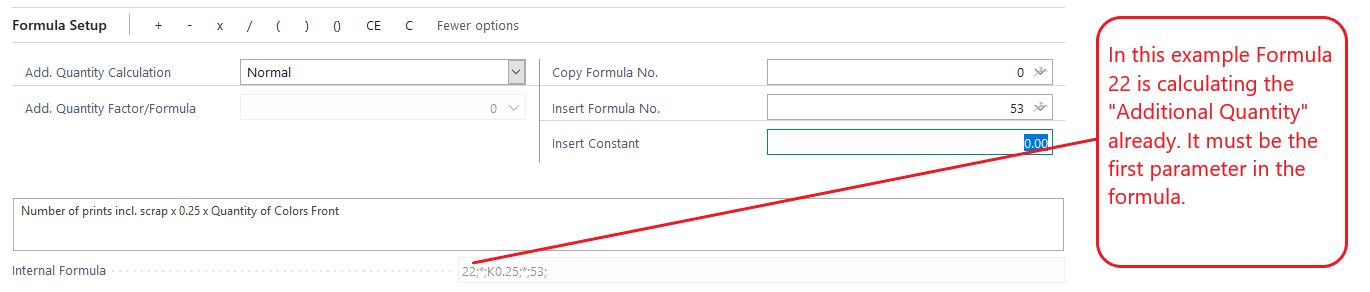 Formula Setup + - x / ( ) () CE C Fewer options
Add. Quantity Calculation Normal Copy Formula No. 0
Add. Quantity Factor/Formula 0 Insert Formula No. 53
Insert Constant 0.00
Number of prints incl. scrap x 0.25 x Quantity of Colors Front
Internal Formula 22;*;K0.25;*;53;
In this example Formula
22 is calculating the
"Additional Quantity"
already. It must be the
first parameter in the
formula.